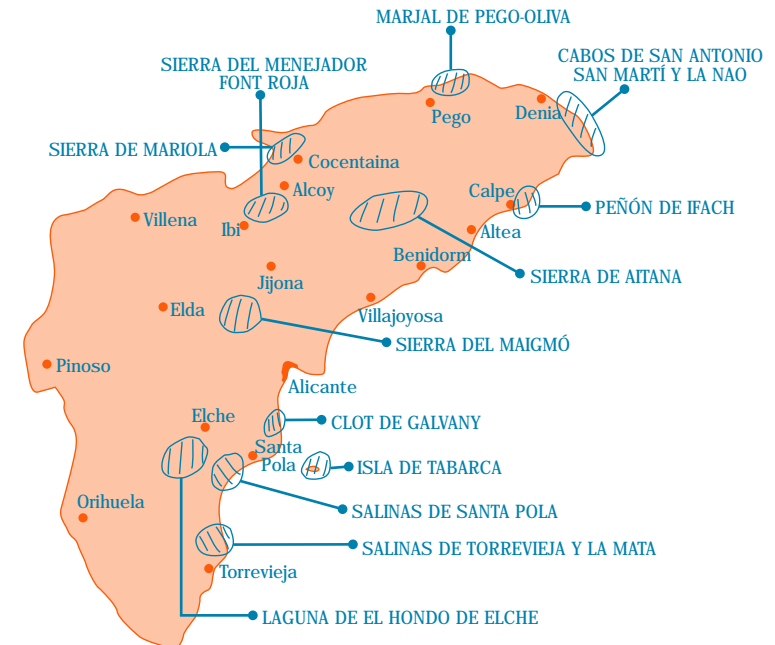 MARJAL DE PEGO-OLIVA
CABOS DE SAN ANTONIO
SAN MARTÍ Y LA NAO
SIERRA DEL MENEJADOR
FONT ROJA
Pego
Denia
SIERRA DE MARIOLA
Cocentaina
Alcoy
Calpe
PEÑÓN DE IFACH
Villena
Ibi
Altea
Benidorm
SIERRA DE AITANA
Jijona
Elda
Villajoyosa
SIERRA DEL MAIGMÓ
Pinoso
Alicante
Elche
CLOT DE GALVANY
Santa
Pola
ISLA DE TABARCA
Orihuela
SALINAS DE SANTA POLA
SALINAS DE TORREVIEJA Y LA MATA
Torrevieja
LAGUNA DE EL HONDO DE ELCHE